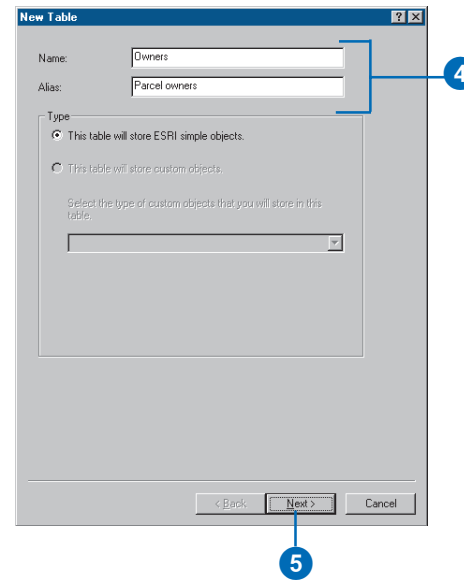 New Table
Name:
Owners
4
Alias:
Parcel owners
Type
This table will store ESRI simple objects.
This table will store custom objects.
Select the type of custom objects that you will store in this
table.
< Back
Next >
Cancel
5